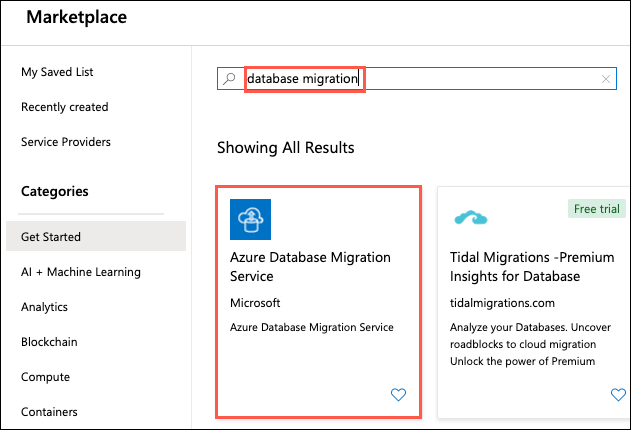 Marketplace
My Saved List
Recently created
Service Providers
Categories
Get Started
AI + Machine Learning
Analytics
Blockchain
Compute
Containers
database migration
Showing All Results
Azure Database Migration
Service
Microsoft
Azure Database Migration Service
Free trial
Tidal Migrations -Premium
Insights for Database
tidalmigrations.com
Analyze your Databases. Uncover
roadblocks to cloud migration
Unlock the power of Premium